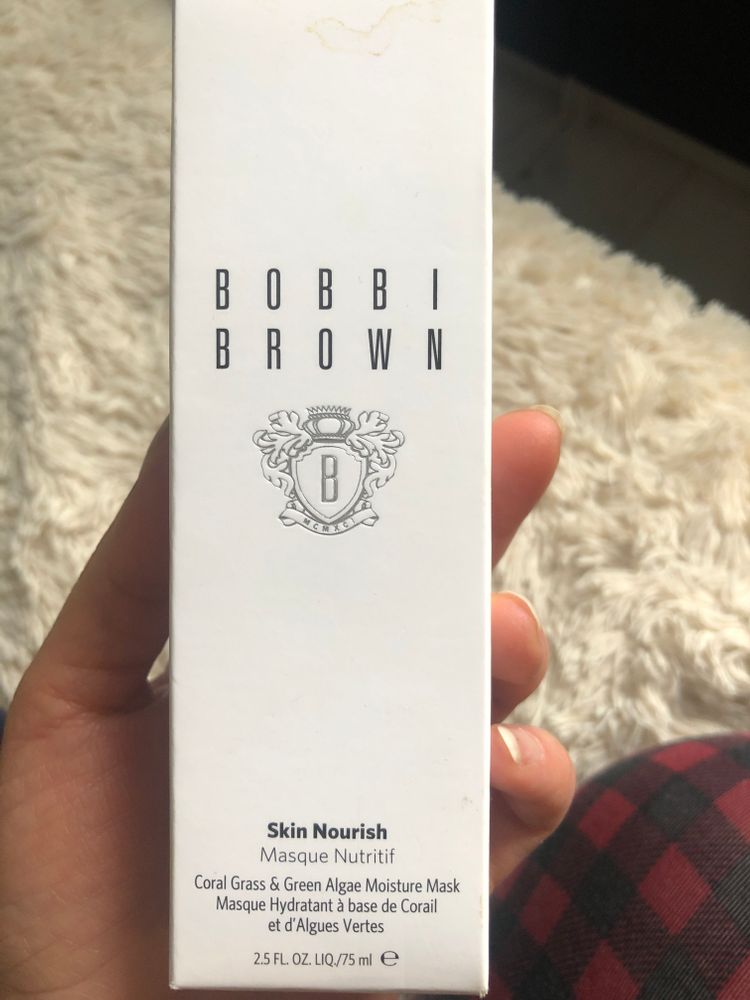 BOBBI
BROWN
B
MCMXCI
Skin Nourish
Masque Nutritif
Coral Grass & Green Algae Moisture Mask
Masque Hydratant à base de Corail
et d'Algues Vertes
2.5 FL. OZ. LIQ./75 ml ℮